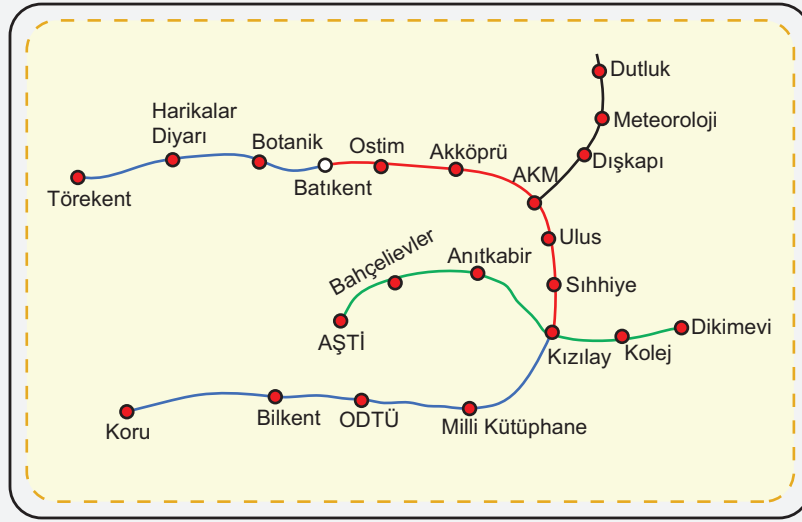 Dutluk
Harikalar
Diyarı
Meteoroloji
Botanik
Ostim
Akköprü
Dışkapı
AKM
Törekent
Batıkent
Ulus
Bahçelievler
Anıtkabir
Sıhhiye
AŞTİ
Kızılay
Kolej
Dikimevi
Koru
Bilkent
ODTÜ
Milli Kütüphane